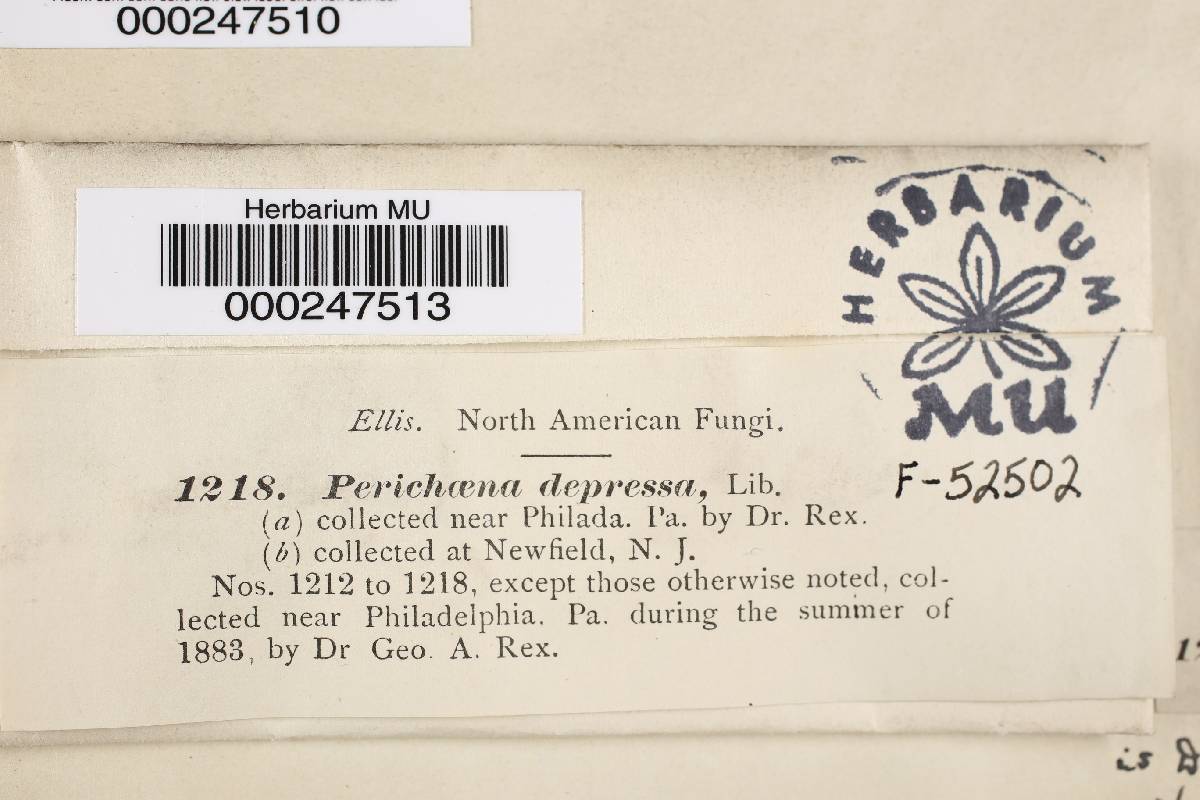 000247510
Herbarium MU
000247513
HERBARIUM
MU
Ellis. North American Fungi.
1218. Perichæna depressa, Lib.
F-52502
(a) collected near Philada. Pa. by Dr. Rex.
(b) collected at Newfield, N. J.
Nos. 1212 to 1218, except those otherwise noted, col-
lected near Philadelphia. Pa. during the summer of
1883, by Dr Geo. A. Rex.
is